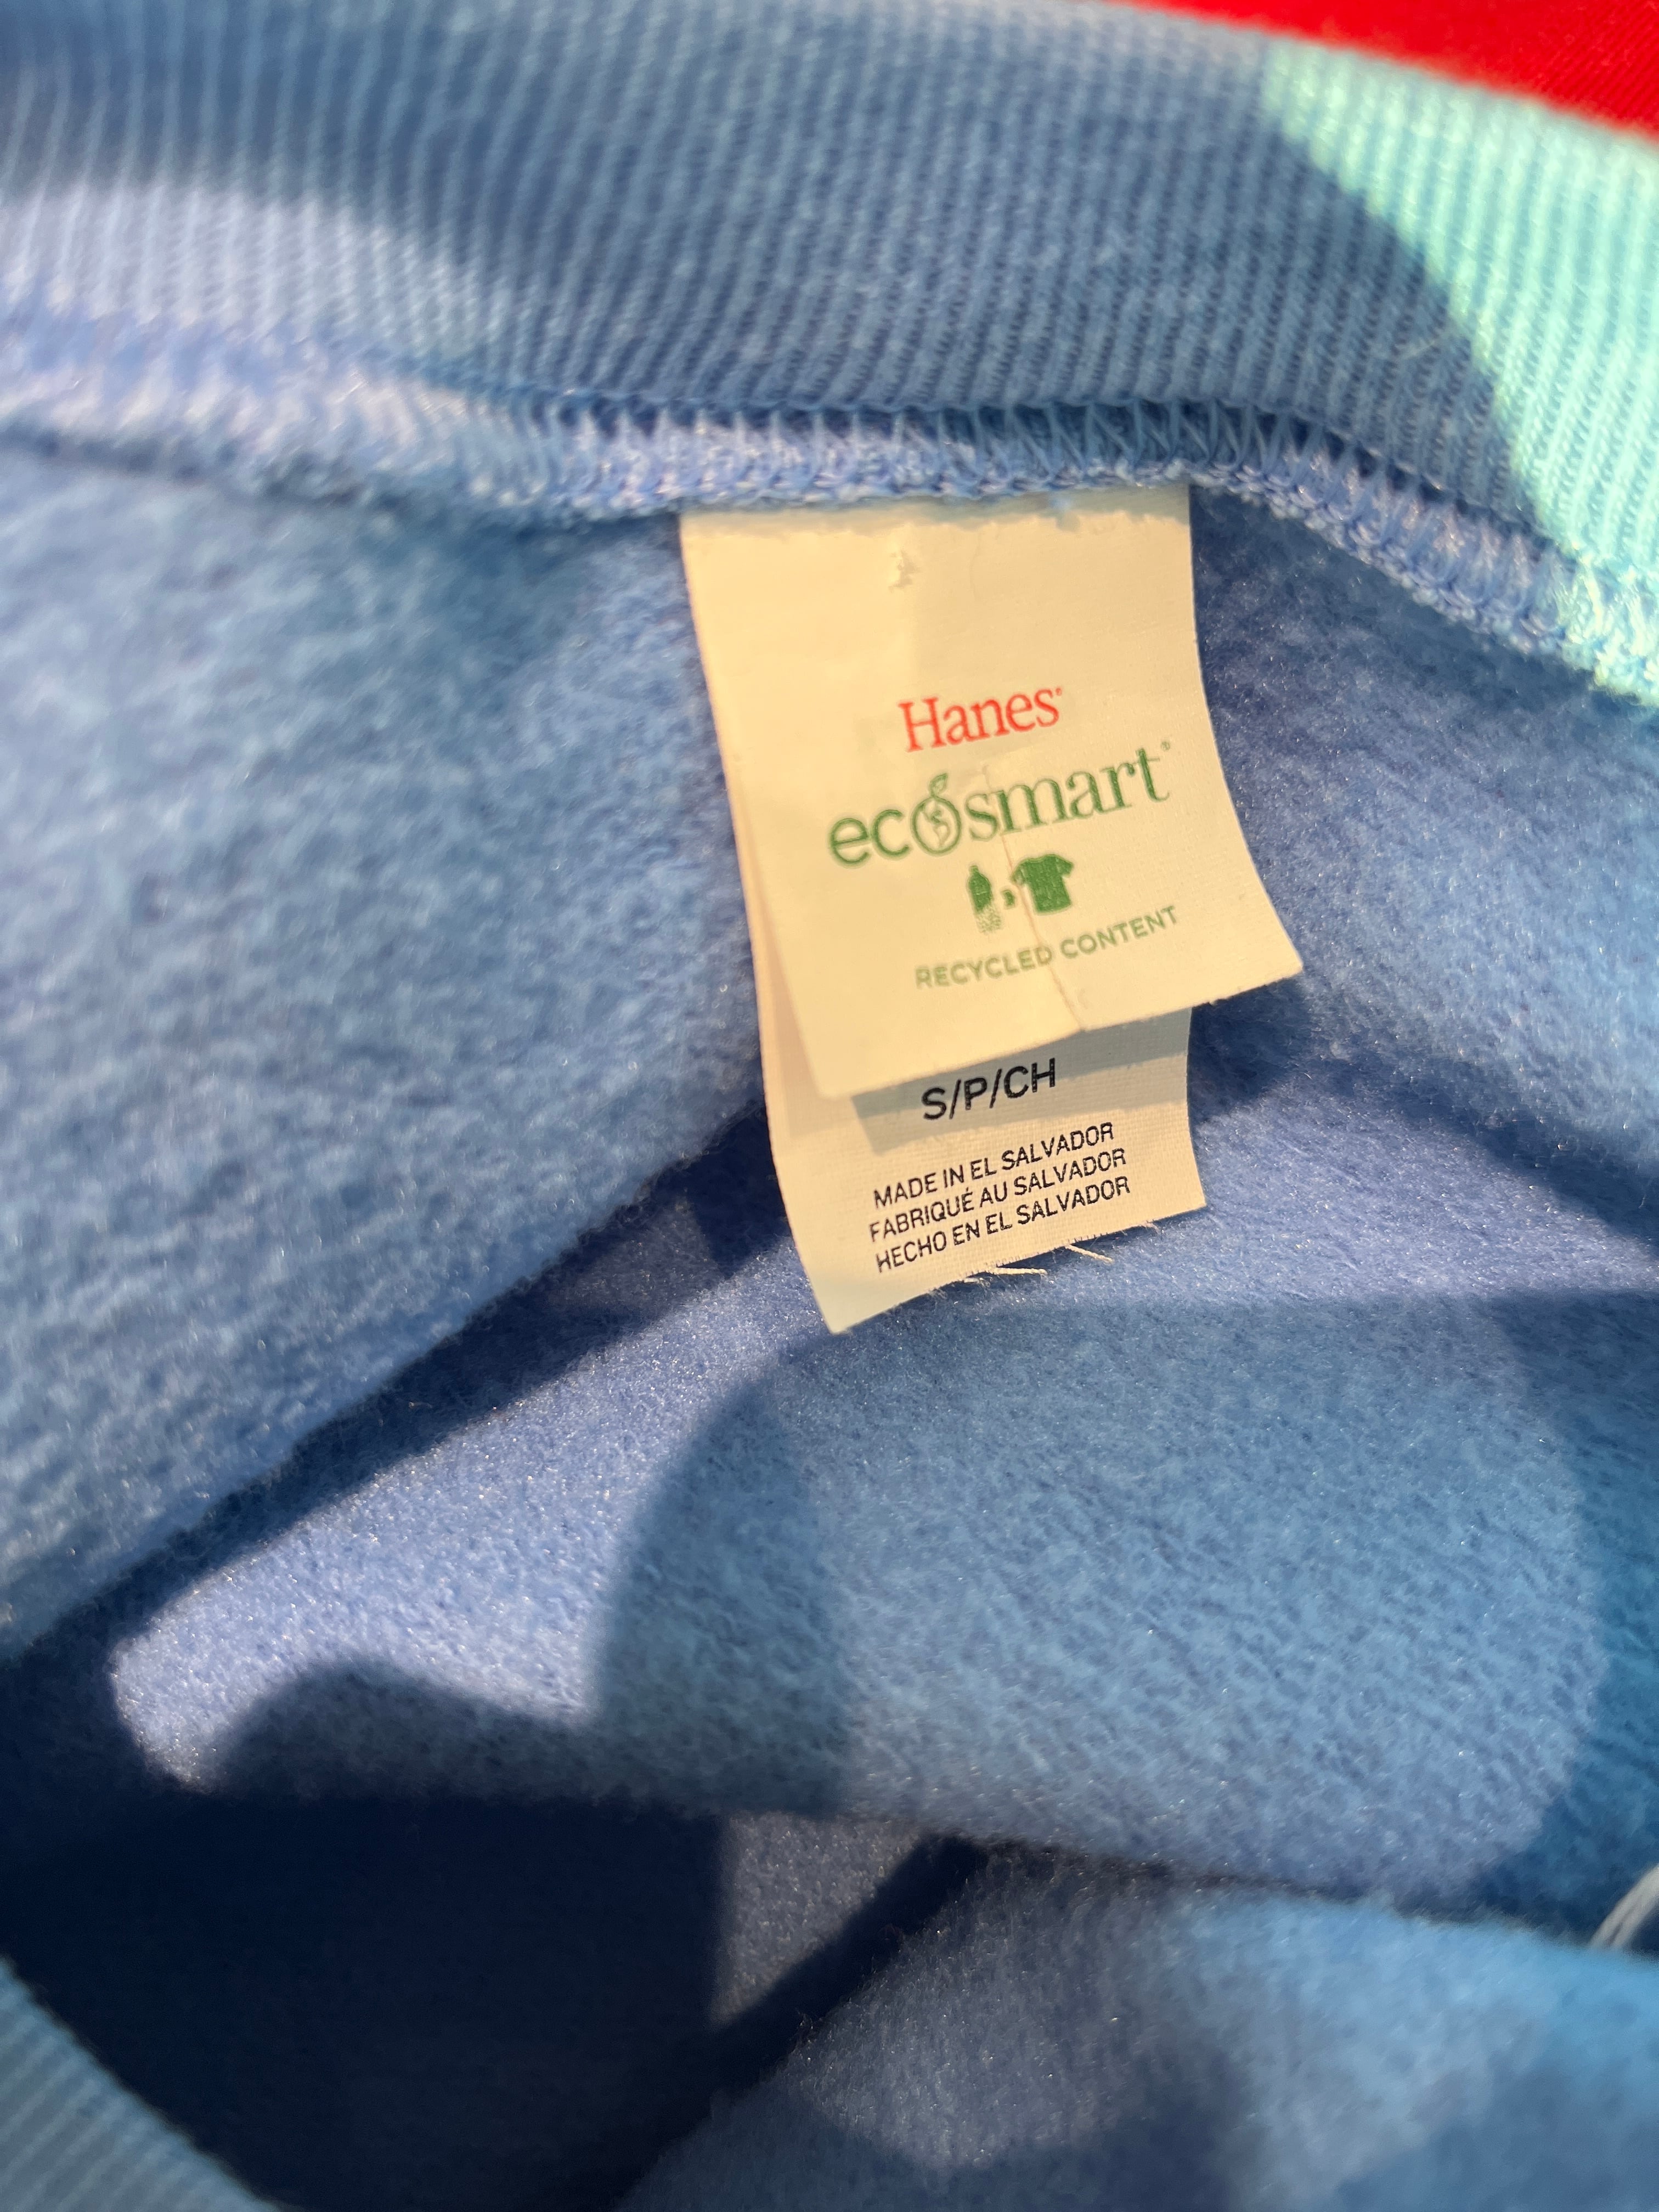 Hanes®
ecosmart®
RECYCLED CONTENT
S/P/CH
MADE IN EL SALVADOR
FABRIQUÉ AU SALVADOR
HECHO EN EL SALVADOR